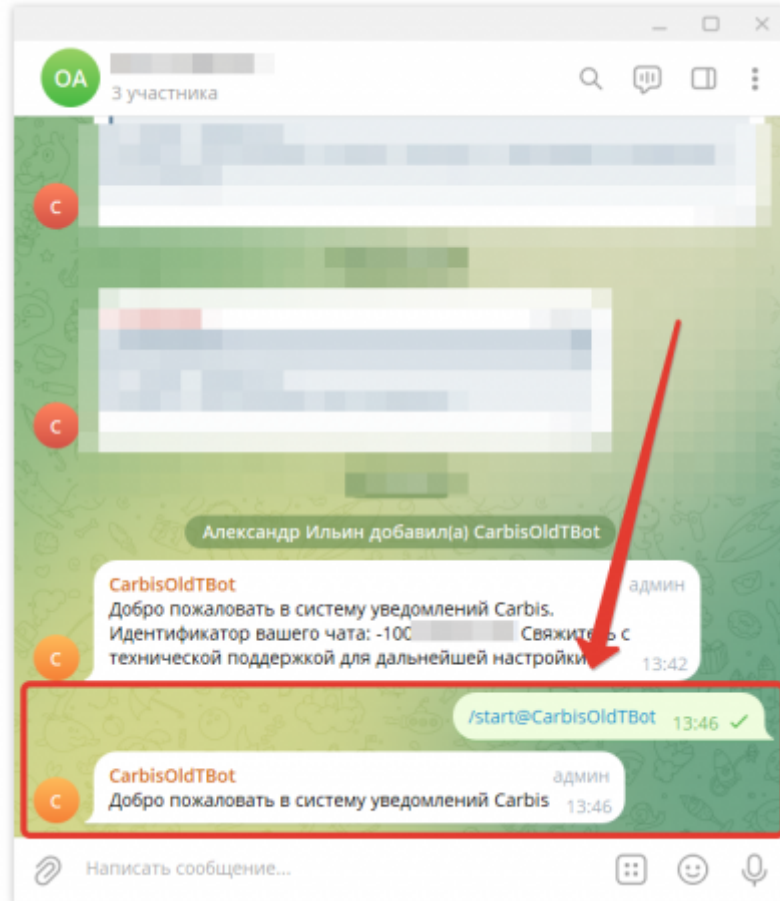 OA
3 участника
C
C
Александр Ильин добавил(а) CarbisOldTBot
CarbisOldTBot админ
Добро пожаловать в систему уведомлений Carbis.
Идентификатор вашего чата: -100 Свяжитесь с
технической поддержкой для дальнейшей настройки 13:42
C
/start@CarbisOldTBot 13:46
CarbisOldTBot админ
Добро пожаловать в систему уведомлений Carbis 13:46
C
Написать сообщение...